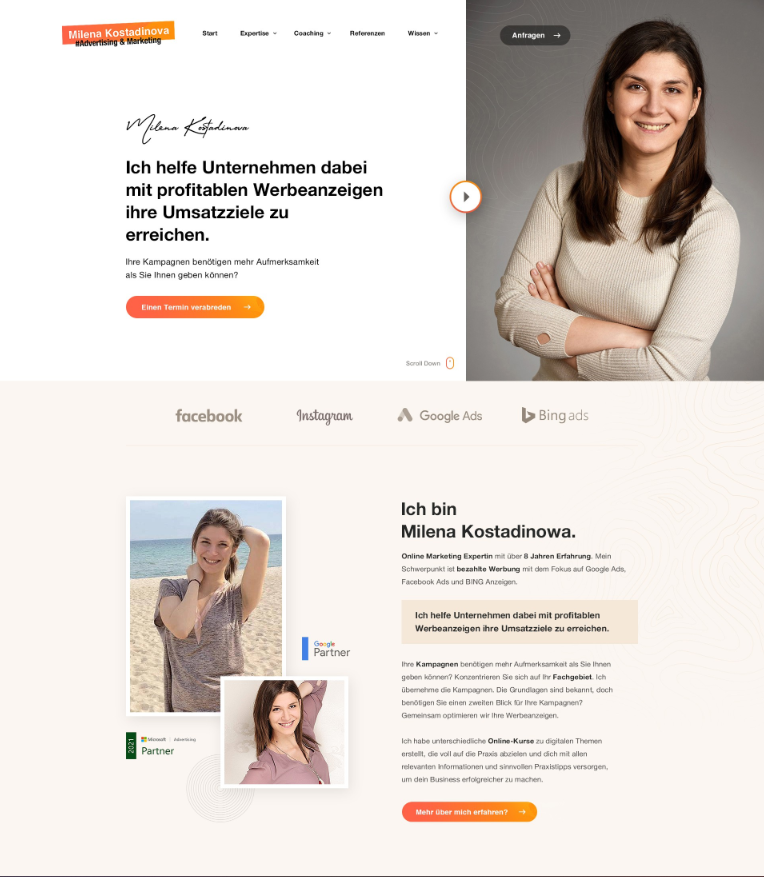 Milena Kostadinova
#Advertising & Marketing
Start Expertise Coaching Referenzen Wissen
Anfragen
Milena Kostadinova
Ich helfe Unternehmen dabei
mit profitablen Werbeanzeigen
ihre Umsatzziele zu
erreichen.
Ihre Kampagnen benötigen mehr Aufmerksamkeit
als Sie Ihnen geben können?
Einen Termin verabreden
Scroll Down
facebook
Instagram
Google Ads
Bing ads
Ich bin
Milena Kostadinowa.
Online Marketing Expertin mit über 8 Jahren Erfahrung. Mein
Schwerpunkt ist bezahlte Werbung mit dem Fokus auf Google Ads,
Facebook Ads und BING Anzeigen.
Ich helfe Unternehmen dabei mit profitablen
Werbeanzeigen ihre Umsatzziele zu erreichen.
Ihre Kampagnen benötigen mehr Aufmerksamkeit als Sie Ihnen
geben können? Konzentrieren Sie sich auf Ihr Fachgebiet. Ich
übernehme die Kampagnen. Die Grundlagen sind bekannt, doch
benötigen Sie einen zweiten Blick für Ihre Kampagnen?
Gemeinsam optimieren wir Ihre Werbeanzeigen.
Ich habe unterschiedliche Online-Kurse zu digitalen Themen
erstellt, die voll auf die Praxis abzielen und dich mit allen
relevanten Informationen und sinnvollen Praxistipps versorgen,
um dein Business erfolgreicher zu machen.
Mehr über mich erfahren?
Google
Partner
2021
Microsoft | Advertising
Partner